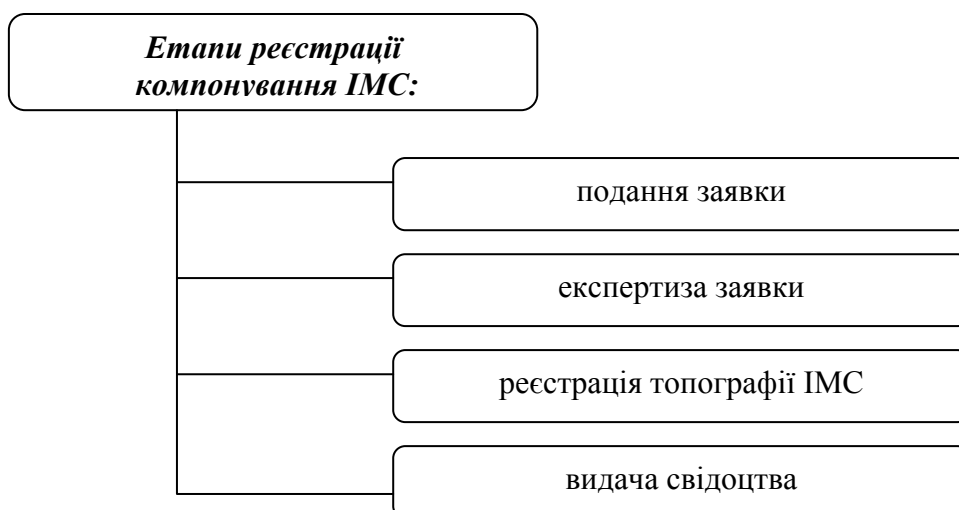 Етапи реєстрації
компонування ІМС:
подання заявки
експертиза заявки
реєстрація топографії ІМС
видача свідоцтва